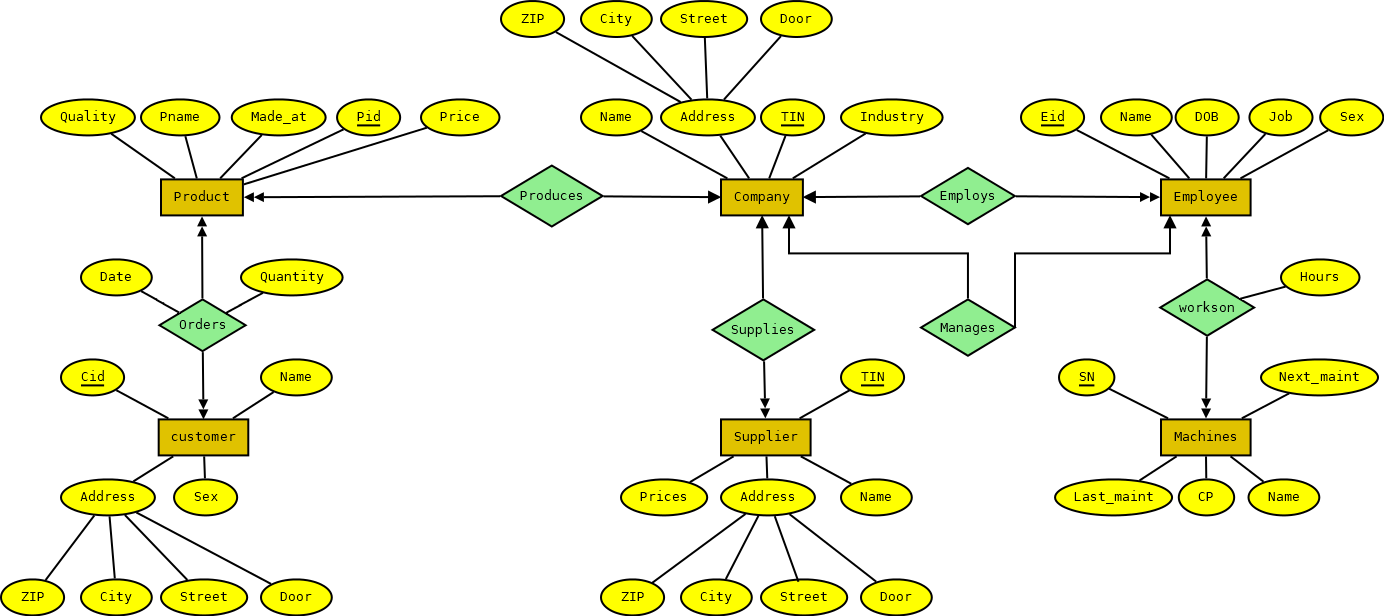 ZIP City Street Door
Quality Pname Made_at Pid Price Name Address TIN Industry Eid Name DOB Job Sex
Product Produces Company Employs Employee
Date Quantity Hours
Orders Supplies Manages workson
Cid Name TIN SN Next_maint
customer Supplier Machines
Address Sex Prices Address Name Last_maint CP Name
ZIP City Street Door ZIP City Street Door